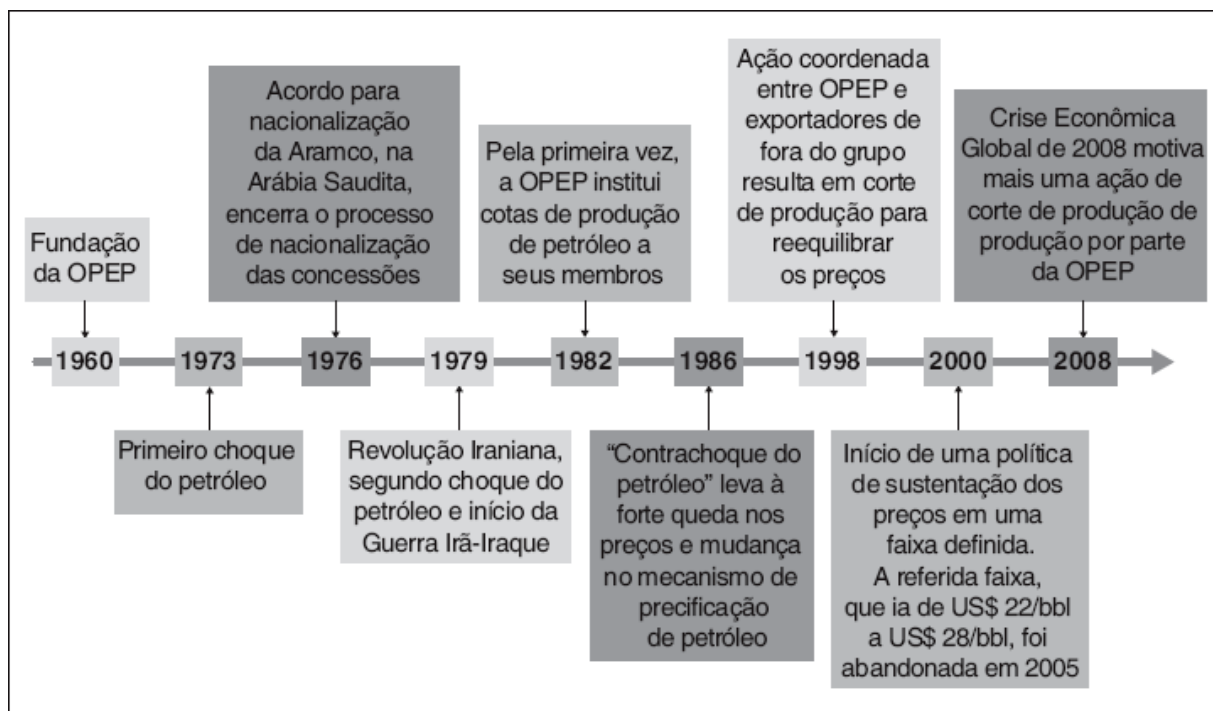 Fundação
da OPEP
Acordo para
nacionalização
da Aramco, na
Arábia Saudita,
encerra o processo
de nacionalização
das concessões
Pela primeira vez,
a OPEP institui
cotas de produção
de petróleo a
seus membros
Ação coordenada
entre OPEP e
exportadores de
fora do grupo
resulta em corte
de produção para
reequilibrar
os preços
Crise Econômica
Global de 2008 motiva
mais uma ação de
corte de produção de
produção por parte
da OPEP
1960 1973 1976 1979 1982 1986 1998 2000 2008
Primeiro choque
do petróleo
Revolução Iraniana,
segundo choque do
petróleo e início da
Guerra Irã-Iraque
“Contrachoque do
petróleo” leva à
forte queda nos
preços e mudança
no mecanismo de
precificação
de petróleo
Início de uma política
de sustentação dos
preços em uma
faixa definida.
A referida faixa,
que ia de US$ 22/bbl
a US$ 28/bbl, foi
abandonada em 2005